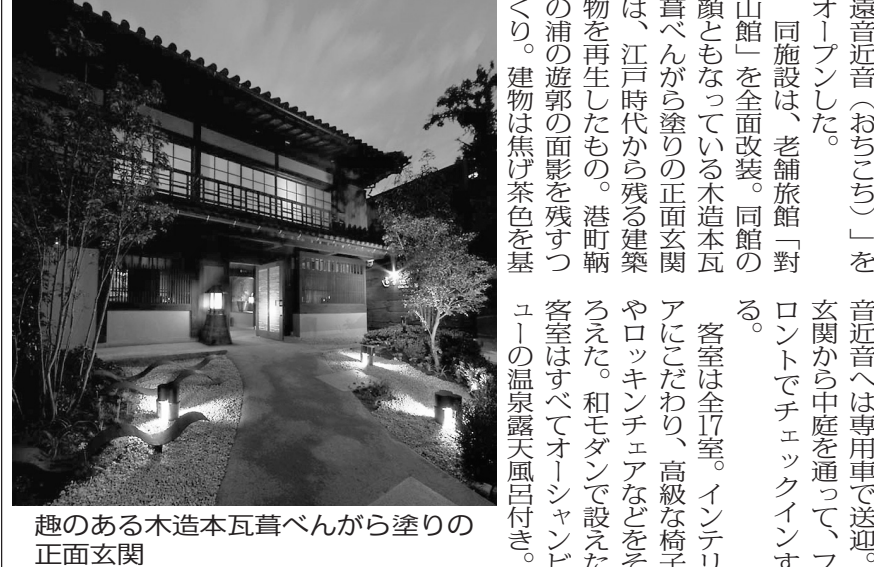 遠音近音（おちこち）」を
オープンした。
同施設は、老舗旅館「對
山館」を全面改装。同館の
顔ともなっている木造本瓦
葺べんがら塗りの正面玄関
は、江戸時代から残る建築
物を再生したもの。港町鞆
の浦の遊郭の面影を残すつ
くり。建物は焦げ茶色を基
音近音へは専用車で送迎。
玄関から中庭を通って、フ
ロントでチェックインす
る。
客室は全17室。インテリ
アにこだわり、高級な椅子
やロッキンチェアなどをそ
ろえた。和モダンで設えた
客室はすべてオーシャンビ
ューの温泉露天風呂付き。
趣のある木造本瓦葺べんがら塗りの
正面玄関